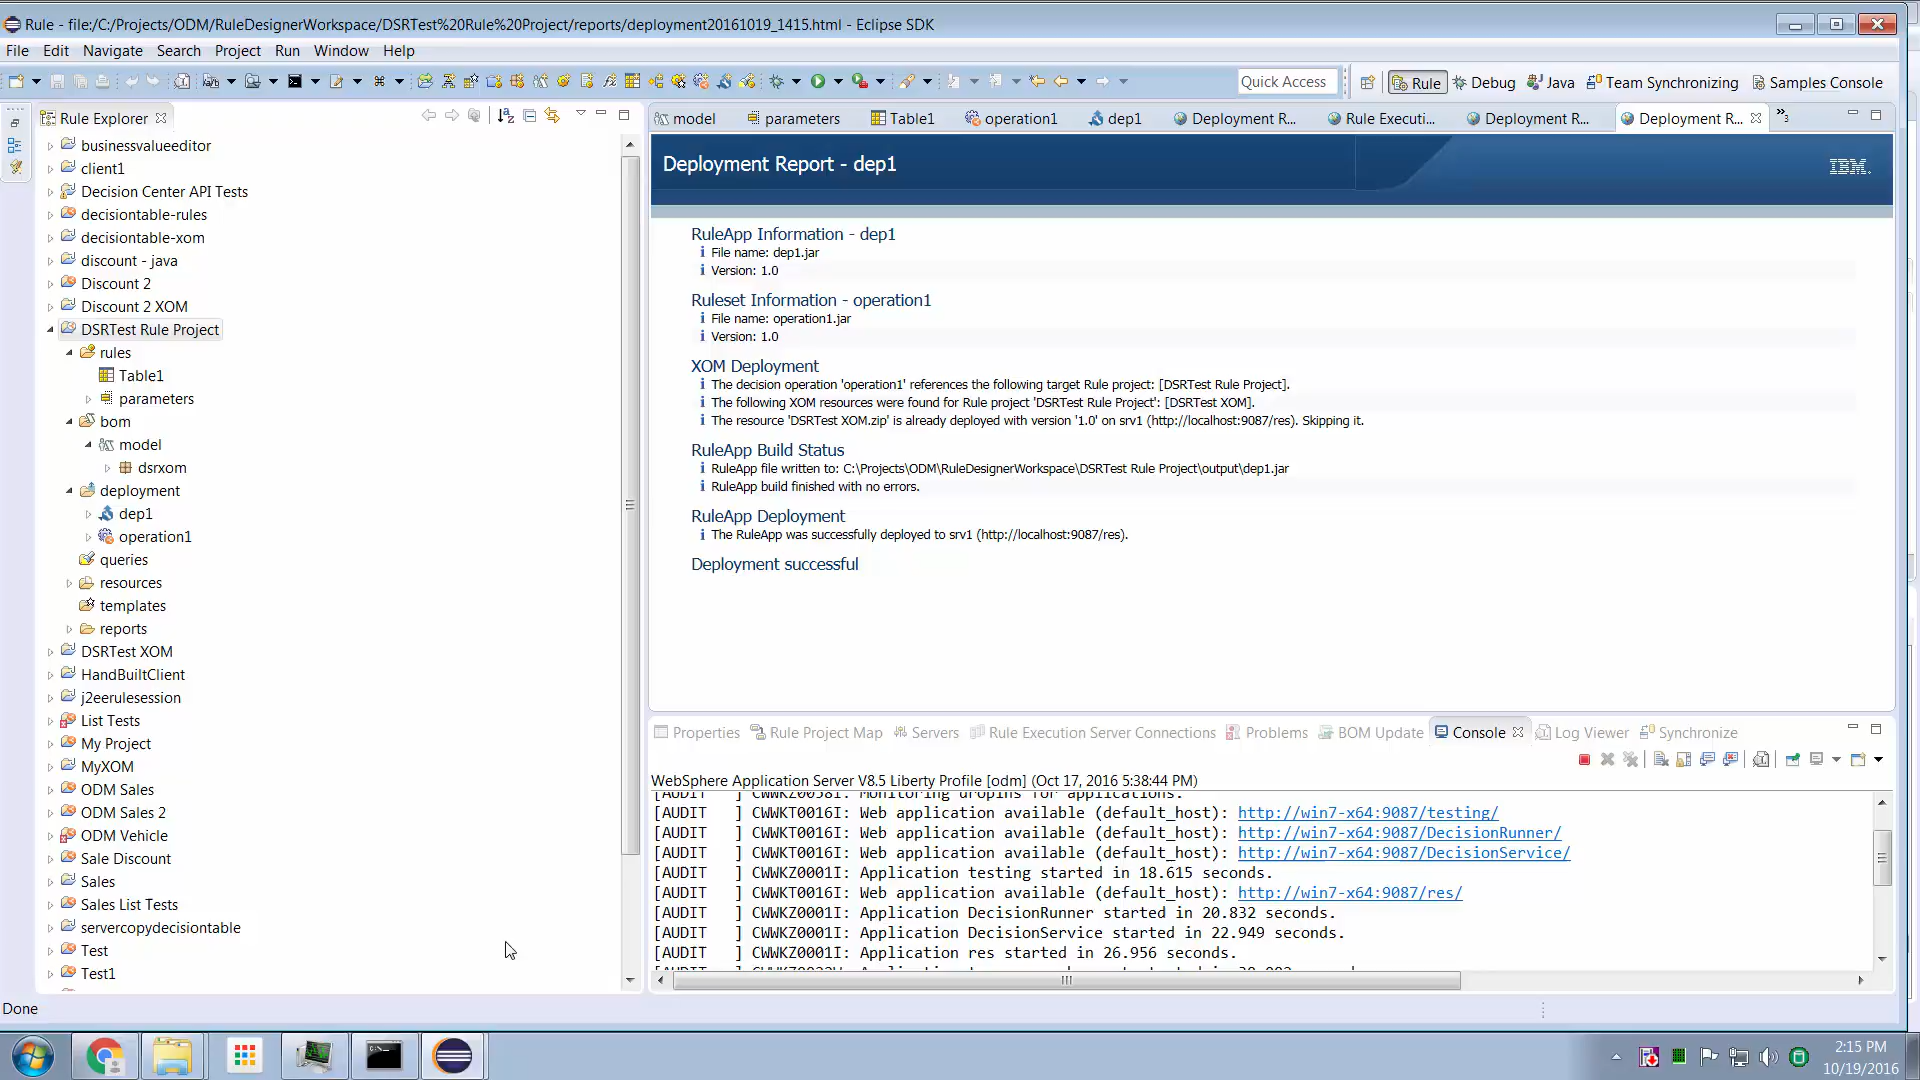 Rule - file:/C:/Projects/ODM/RuleDesignerWorkspace/DSRTest%20Rule%20Project/reports/deployment20161019_1415.html - Eclipse SDK
File Edit Navigate Search Project Run Window Help
Quick Access Rule Debug Java Team Synchronizing Samples Console
Rule Explorer
businessvalueeditor
client1
Decision Center API Tests
decisiontable-rules
decisiontable-xom
discount - java
Discount 2
Discount 2 XOM
DSRTest Rule Project
rules
Table1
parameters
bom
model
dsrxom
deployment
dep1
operation1
queries
resources
templates
reports
DSRTest XOM
HandBuiltClient
j2eerulesession
List Tests
My Project
MyXOM
ODM Sales
ODM Sales 2
ODM Vehicle
Sale Discount
Sales
Sales List Tests
servercopydecisiontable
Test
Test1
model parameters Table1 operation1 dep1 Deployment R... Rule Executi... Deployment R... Deployment R... 3
Deployment Report - dep1
IBM.
RuleApp Information - dep1
File name: dep1.jar
Version: 1.0
Ruleset Information - operation1
File name: operation1.jar
Version: 1.0
XOM Deployment
The decision operation 'operation1' references the following target Rule project: [DSRTest Rule Project].
The following XOM resources were found for Rule project 'DSRTest Rule Project': [DSRTest XOM].
The resource 'DSRTest XOM.zip' is already deployed with version '1.0' on srv1 (http://localhost:9087/res). Skipping it.
RuleApp Build Status
RuleApp file written to: C:\Projects\ODM\RuleDesignerWorkspace\DSRTest Rule Project\output\dep1.jar
RuleApp build finished with no errors.
RuleApp Deployment
The RuleApp was successfully deployed to srv1 (http://localhost:9087/res).
Deployment successful
Properties Rule Project Map Servers Rule Execution Server Connections Problems BOM Update Console Log Viewer Synchronize
WebSphere Application Server V8.5 Liberty Profile [odm] (Oct 17, 2016 5:38:44 PM)
[AUDIT ] CWWKZ0058I: Monitoring dropins for applications.
[AUDIT ] CWWKT0016I: Web application available (default_host): http://win7-x64:9087/testing/
[AUDIT ] CWWKT0016I: Web application available (default_host): http://win7-x64:9087/DecisionRunner/
[AUDIT ] CWWKT0016I: Web application available (default_host): http://win7-x64:9087/DecisionService/
[AUDIT ] CWWKZ0001I: Application testing started in 18.615 seconds.
[AUDIT ] CWWKT0016I: Web application available (default_host): http://win7-x64:9087/res/
[AUDIT ] CWWKZ0001I: Application DecisionRunner started in 20.832 seconds.
[AUDIT ] CWWKZ0001I: Application DecisionService started in 22.949 seconds.
[AUDIT ] CWWKZ0001I: Application res started in 26.956 seconds.
Done
2:15 PM
10/19/2016